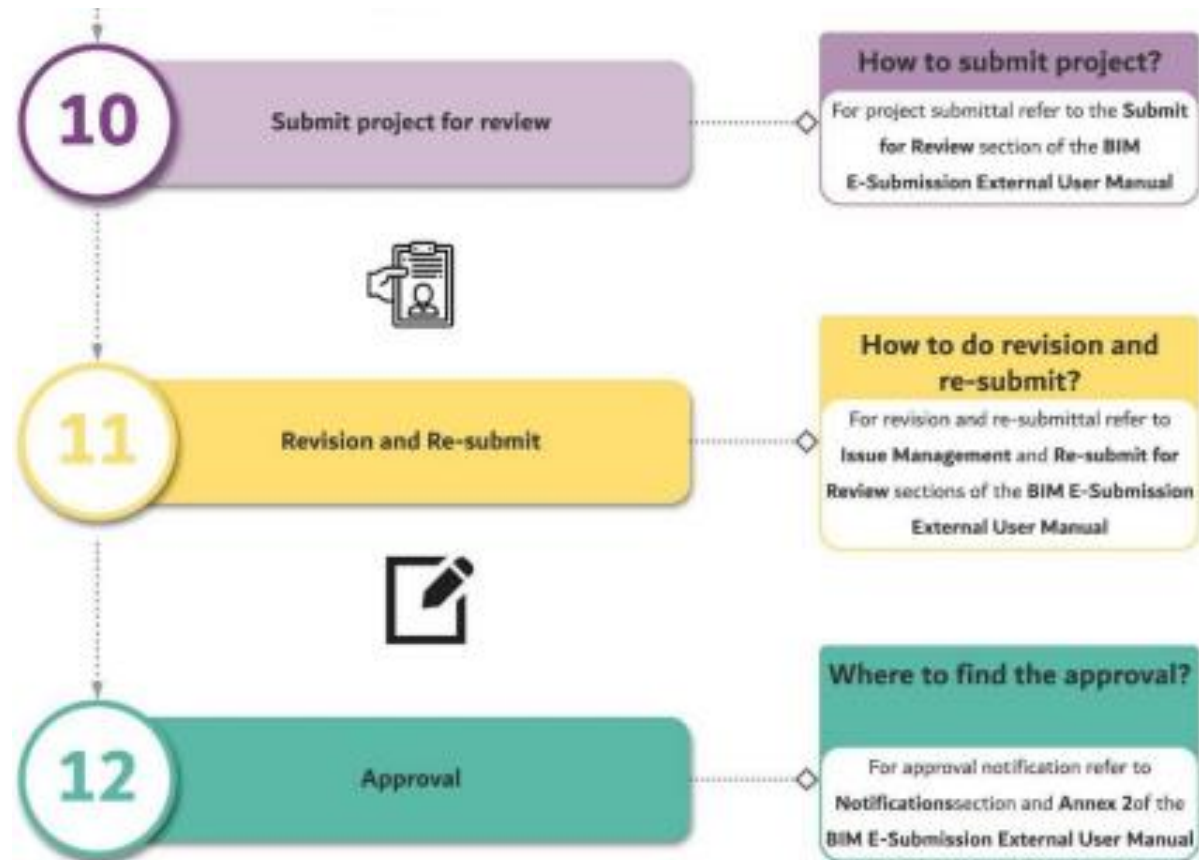 10
Submit project for review
How to submit project?
For project submittal refer to the Submit
for Review section of the BIM
E-Submission External User Manual
11
Revision and Re-submit
How to do revision and
re-submit?
For revision and re-submittal refer to
Issue Management and Re-submit for
Review sections of the BIM E-Submission
External User Manual
12
Approval
Where to find the approval?
For approval notification refer to
Notificationssection and Annex 2of the
BIM E-Submission External User Manual